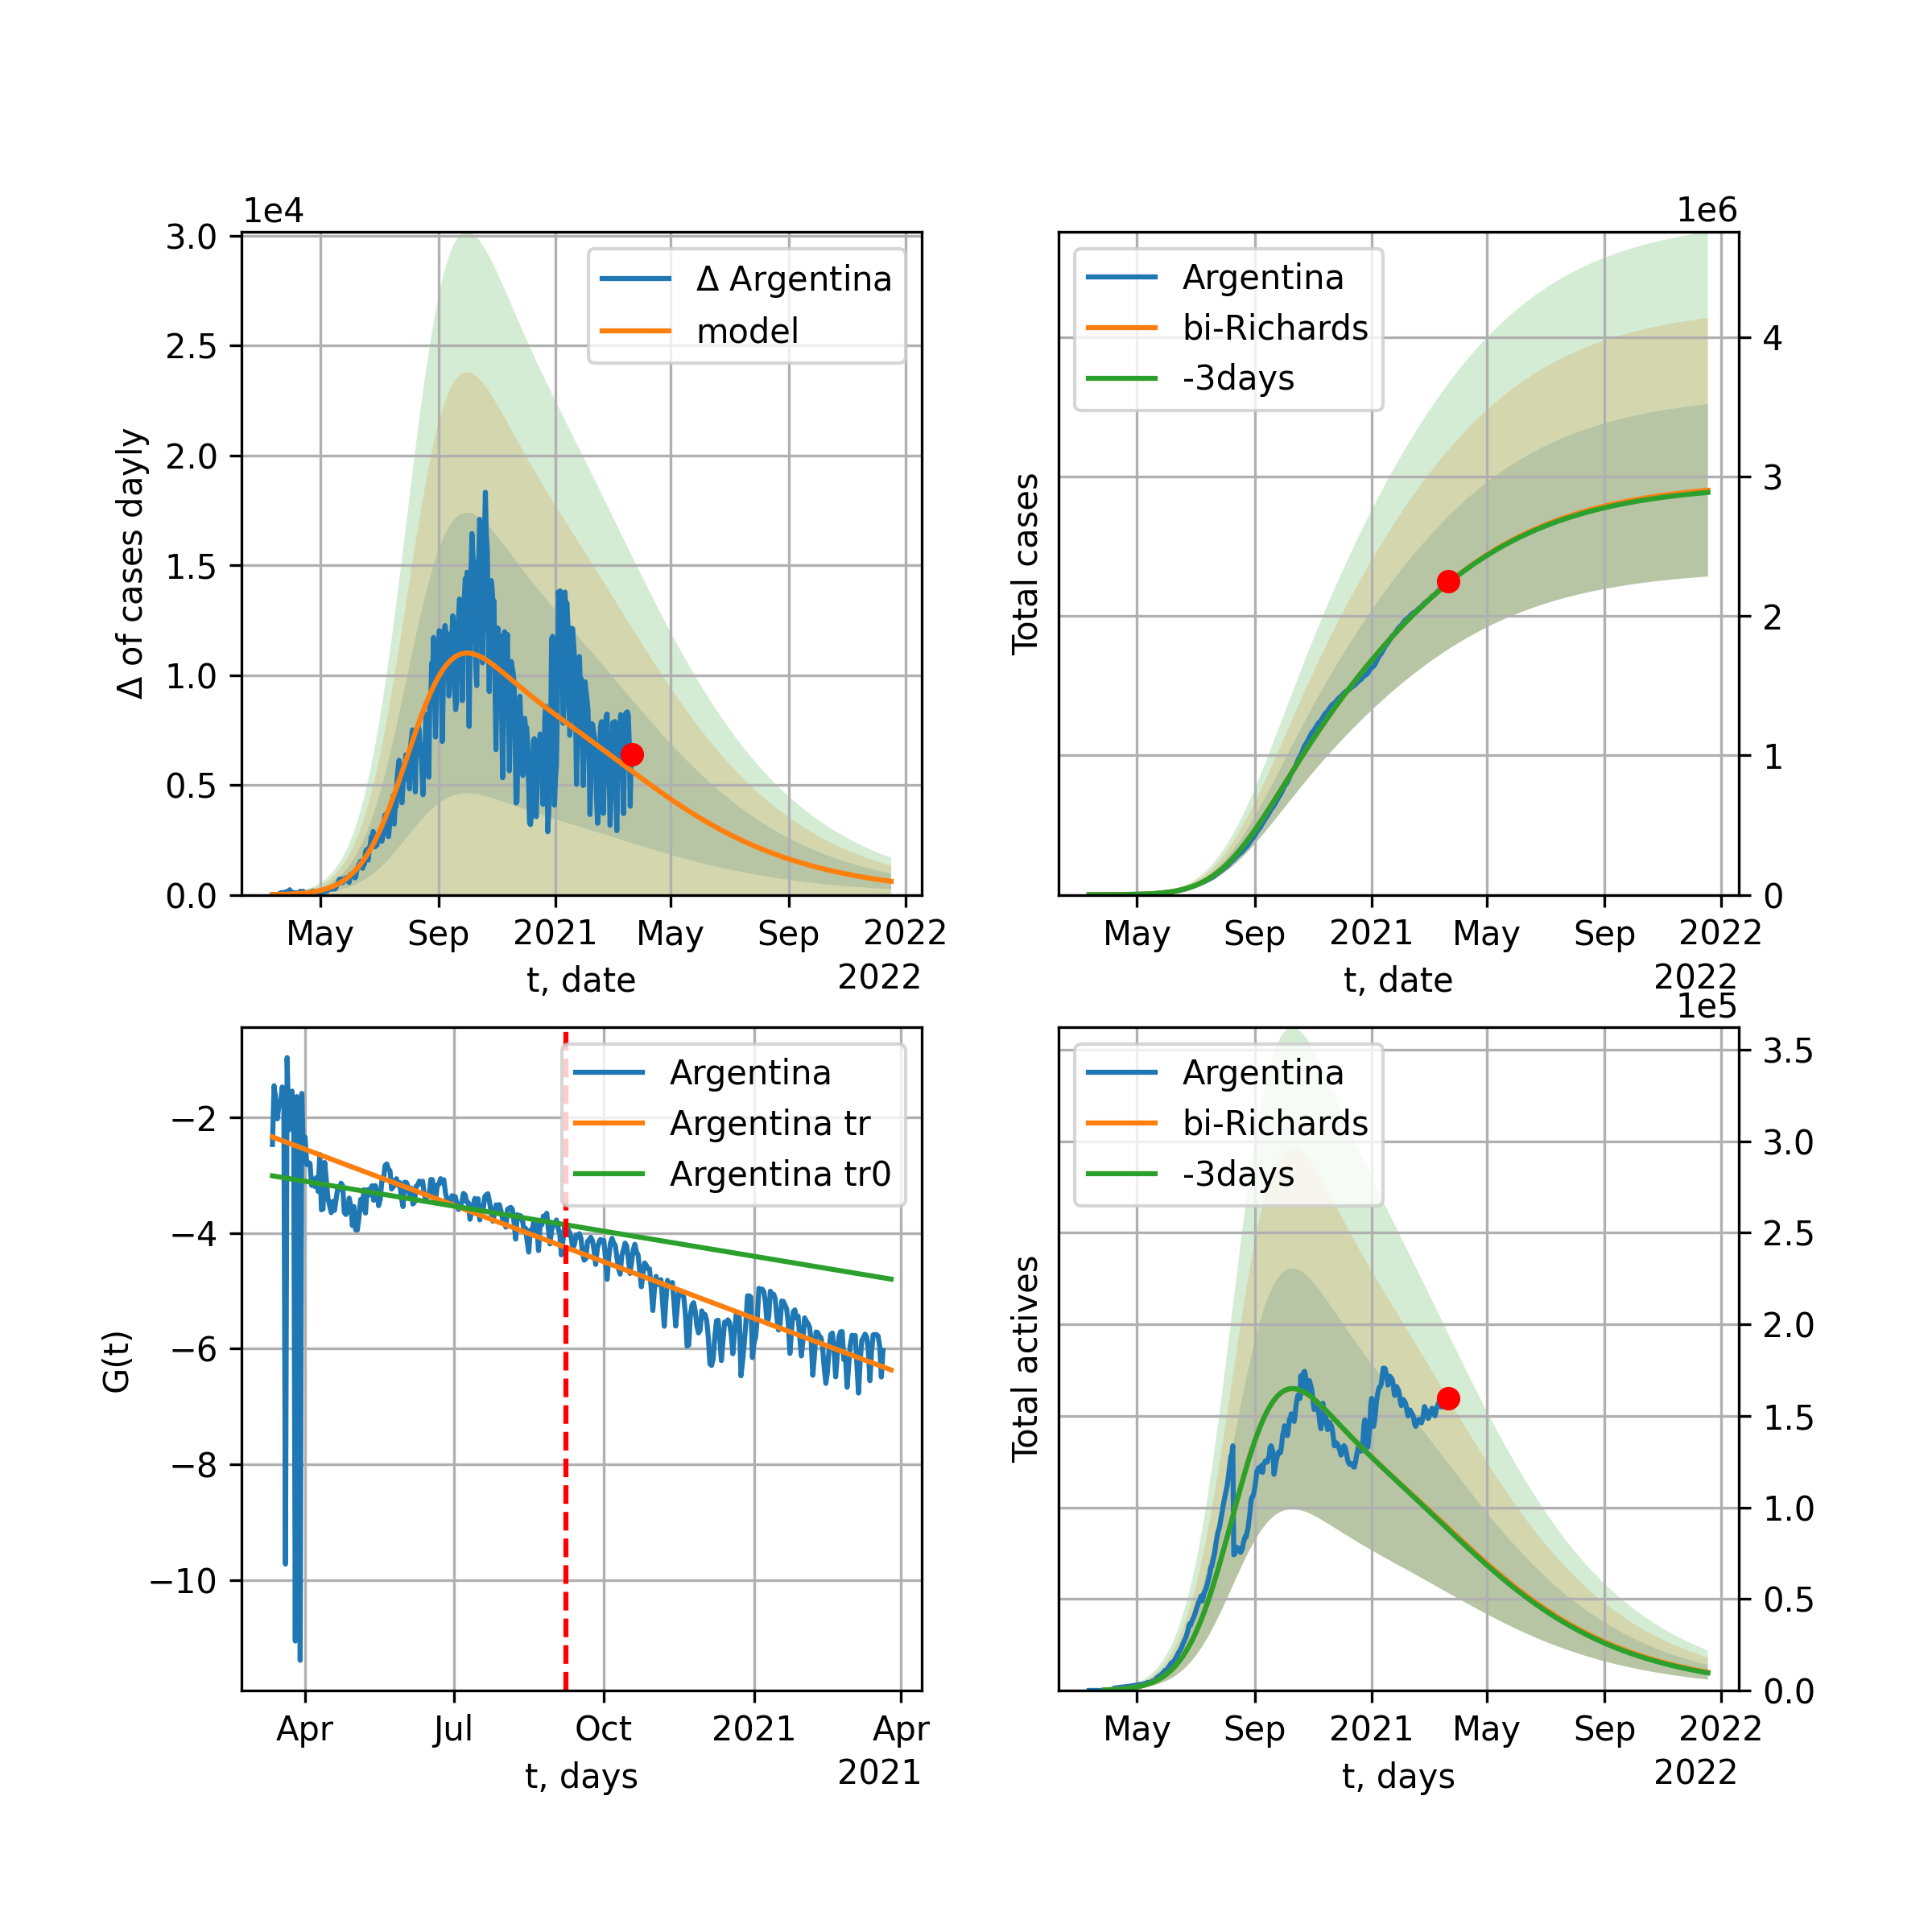 1e4
3.0
2.5
2.0
1.5
1.0
0.5
0.0
Δ of cases dayly
Δ Argentina
model
May Sep 2021 May Sep 2022
t, date
2022
1e6
Argentina
bi-Richards
-3days
Total cases
4
3
2
1
0
May Sep 2021 May Sep 2022
t, date
2022
−2
−4
−6
−8
−10
G(t)
Argentina
Argentina tr
Argentina tr0
Apr Jul Oct 2021 Apr
t, days
2021
1e5
Argentina
bi-Richards
-3days
Total actives
3.5
3.0
2.5
2.0
1.5
1.0
0.5
0.0
May Sep 2021 May Sep 2022
t, days
2022